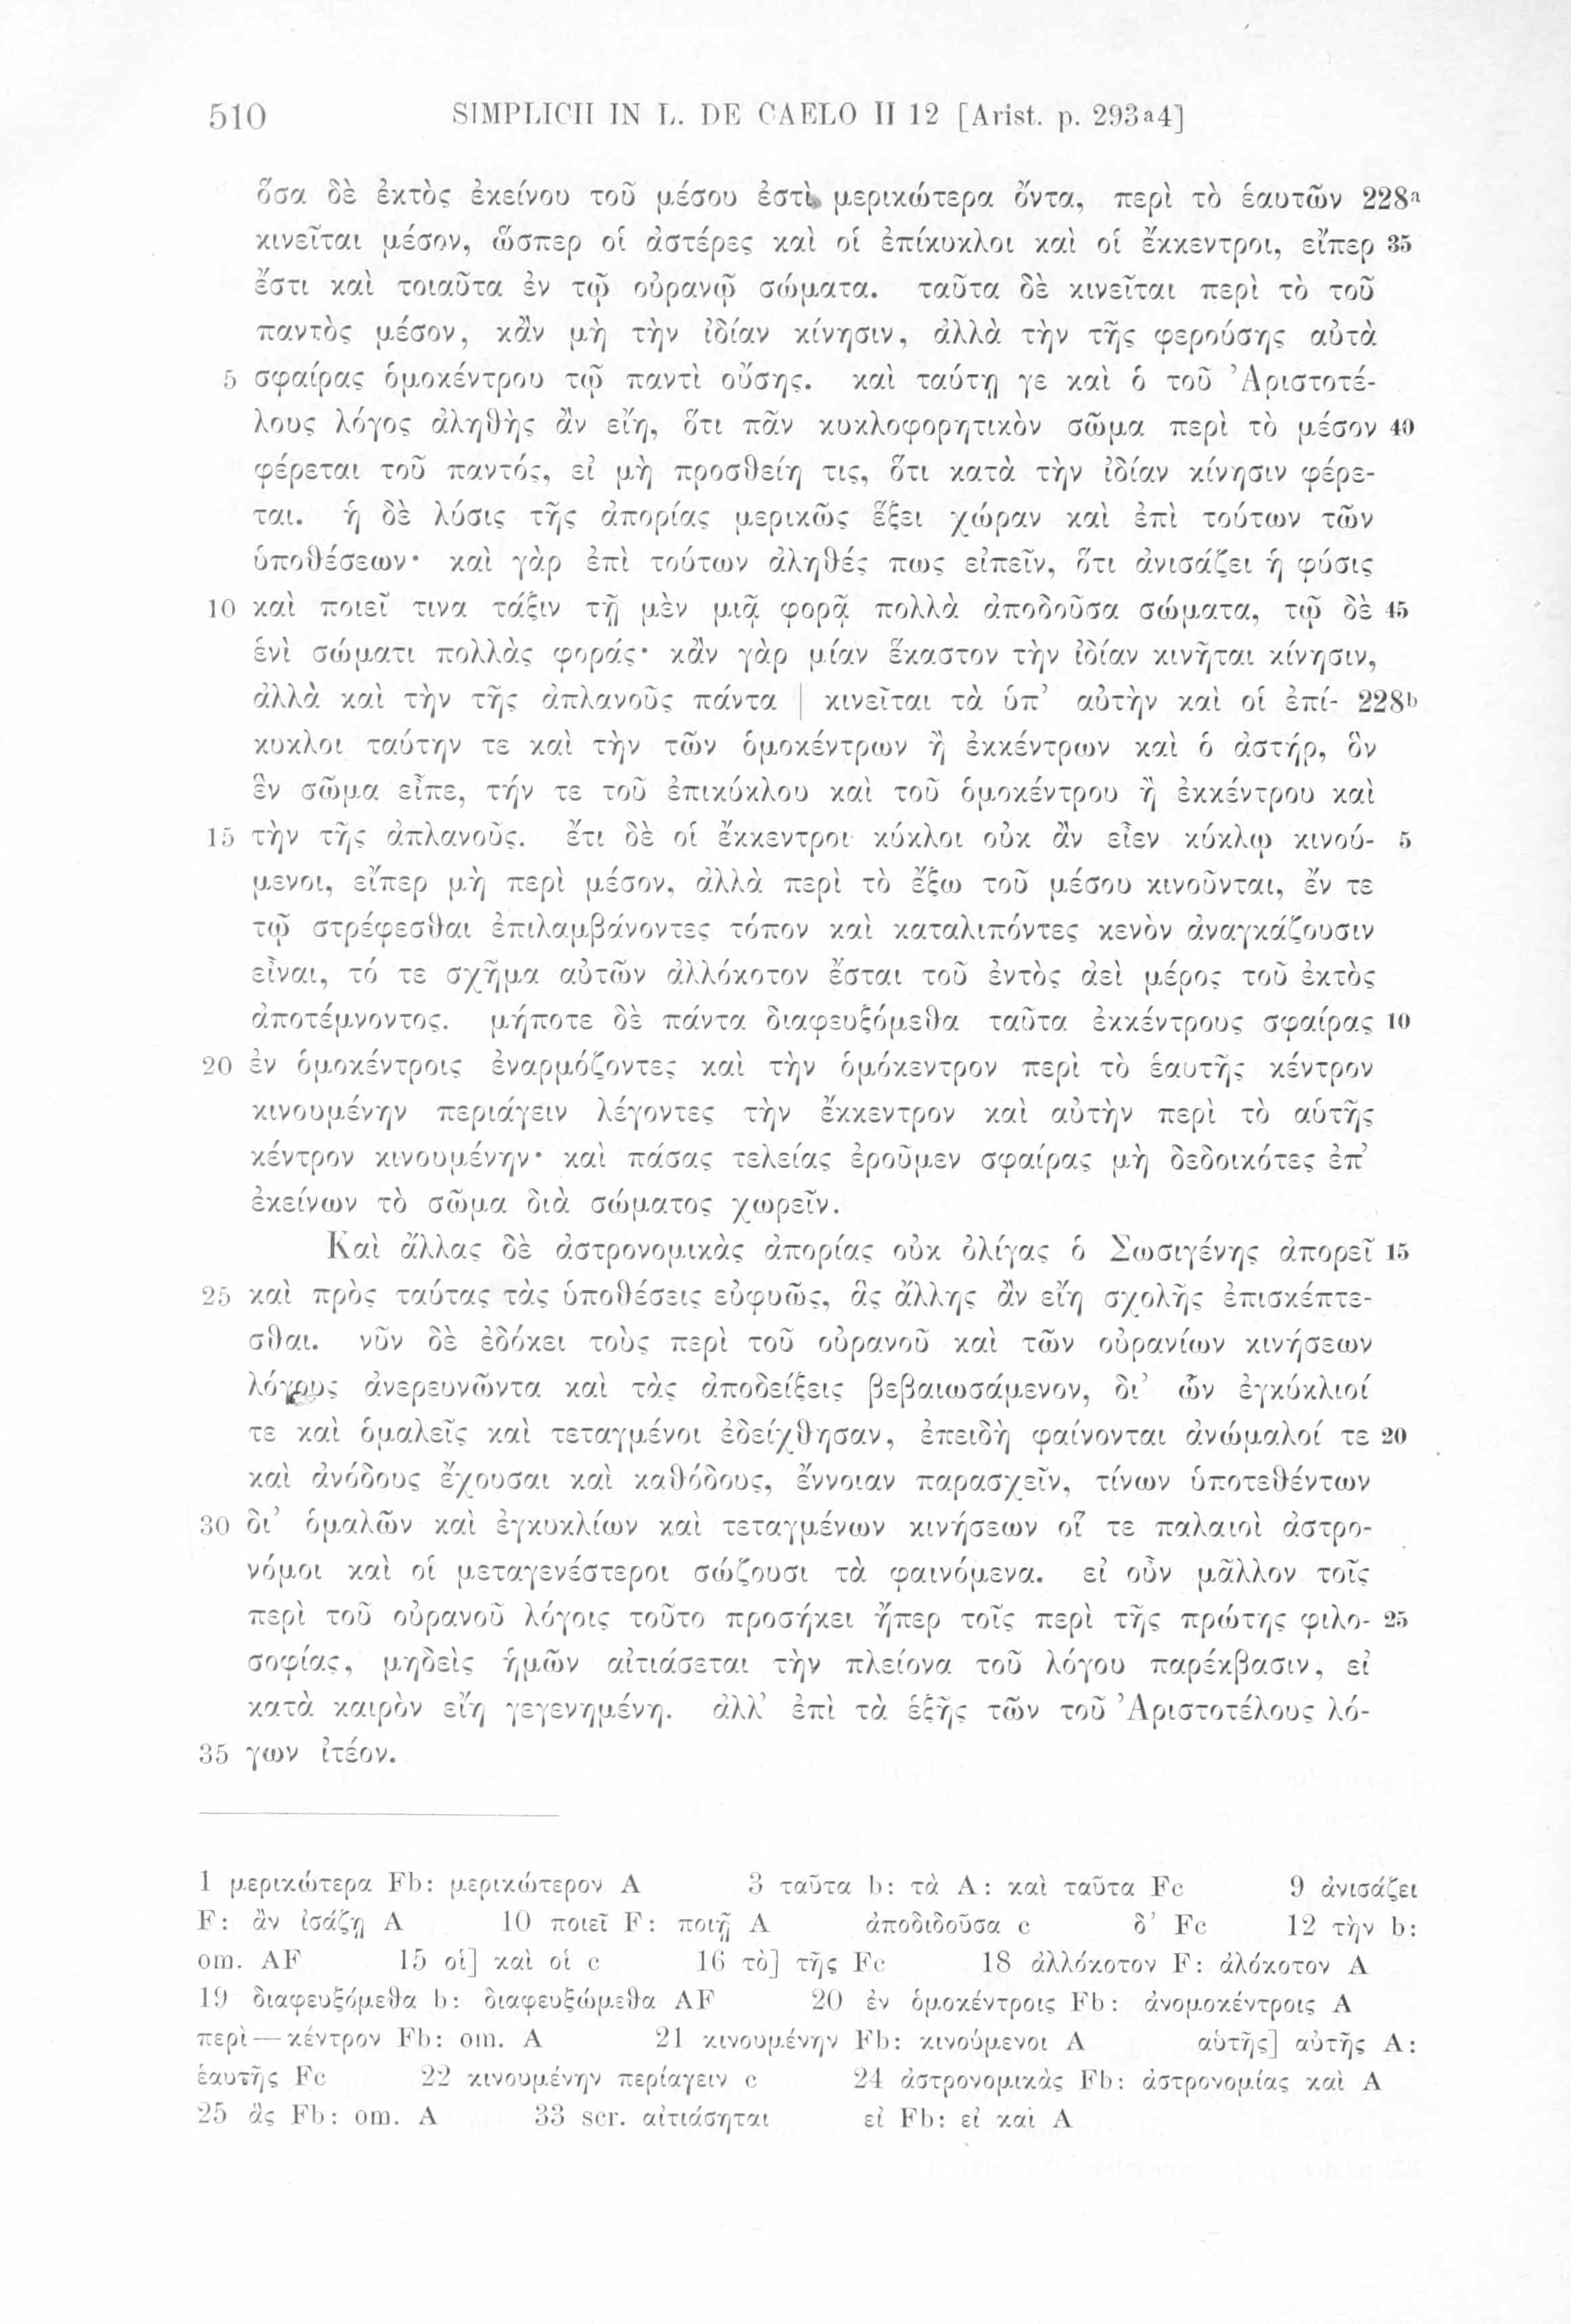 510 SIMPLICII IN L. DE CAELO II 12 [Arist. p. 293a4]
ὅσα δὲ ἐκτὸς ἐκείνου τοῦ μέσου ἐστὶ μερικώτερα ὄντα, περὶ τὸ ἑαυτῶν 228a
κινεῖται μέσον, ὥσπερ οἱ ἀστέρες καὶ οἱ ἐπίκυκλοι καὶ οἱ ἔκκεντροι, εἴπερ 35
ἔστι καὶ τοιαῦτα ἐν τῷ οὐρανῷ σώματα. ταῦτα δὲ κινεῖται περὶ τὸ τοῦ
παντὸς μέσον, κἂν μὴ τὴν ἰδίαν κίνησιν, ἀλλὰ τὴν τῆς φερούσης αὐτὰ
5 σφαίρας ὁμοκέντρου τῷ παντὶ οὔσης. καὶ ταύτῃ γε καὶ ὁ τοῦ Ἀριστοτέ-
λους λόγος ἀληθὴς ἂν εἴη, ὅτι πᾶν κυκλοφορητικὸν σῶμα περὶ τὸ μέσον 40
φέρεται τοῦ παντός, εἰ μὴ προσθείη τις, ὅτι κατὰ τὴν ἰδίαν κίνησιν φέρε-
ται. ἡ δὲ λύσις τῆς ἀπορίας μερικῶς ἕξει χώραν καὶ ἐπὶ τούτων τῶν
ὑποθέσεων· καὶ γὰρ ἐπὶ τούτων ἀληθές πως εἰπεῖν, ὅτι ἀνισάζει ἡ φύσις
10 καὶ ποιεῖ τινα τάξιν τῇ μὲν μιᾷ φορᾷ πολλὰ ἀποδοῦσα σώματα, τῷ δὲ 45
ἑνὶ σώματι πολλὰς φοράς· κἂν γὰρ μίαν ἕκαστον τὴν ἰδίαν κινῆται κίνησιν,
ἀλλὰ καὶ τὴν τῆς ἀπλανοῦς πάντα | κινεῖται τὰ ὑπ’ αὐτὴν καὶ οἱ ἐπί- 228b
κυκλοι ταύτην τε καὶ τὴν τῶν ὁμοκέντρων ἢ ἐκκέντρων καὶ ὁ ἀστήρ, ὃν
ἓν σῶμα εἶπε, τήν τε τοῦ ἐπικύκλου καὶ τοῦ ὁμοκέντρου ἢ ἐκκέντρου καὶ
15 τὴν τῆς ἀπλανοῦς. ἔτι δὲ οἱ ἔκκεντροι κύκλοι οὐκ ἂν εἶεν κύκλῳ κινού- 5
μενοι, εἴπερ μὴ περὶ μέσον, ἀλλὰ περὶ τὸ ἔξω τοῦ μέσου κινοῦνται, ἔν τε
τῷ στρέφεσθαι ἐπιλαμβάνοντες τόπον καὶ καταλιπόντες κενὸν ἀναγκάζουσιν
εἶναι, τό τε σχῆμα αὐτῶν ἀλλόκοτον ἔσται τοῦ ἐντὸς ἀεὶ μέρος τοῦ ἐκτὸς
ἀποτέμνοντος. μήποτε δὲ πάντα διαφευξόμεθα ταῦτα ἐκκέντρους σφαίρας 10
20 ἐν ὁμοκέντροις ἐναρμόζοντες καὶ τὴν ὁμόκεντρον περὶ τὸ ἑαυτῆς κέντρον
κινουμένην περιάγειν λέγοντες τὴν ἔκκεντρον καὶ αὐτὴν περὶ τὸ αὑτῆς
κέντρον κινουμένην· καὶ πάσας τελείας ἐροῦμεν σφαίρας μὴ δεδοικότες ἐπ’
ἐκείνων τὸ σῶμα διὰ σώματος χωρεῖν.
Καὶ ἄλλας δὲ ἀστρονομικὰς ἀπορίας οὐκ ὀλίγας ὁ Σωσιγένης ἀπορεῖ 15
25 καὶ πρὸς ταύτας τὰς ὑποθέσεις εὐφυῶς, ἃς ἄλλης ἂν εἴη σχολῆς ἐπισκέπτε-
σθαι. νῦν δὲ ἐδόκει τοὺς περὶ τοῦ οὐρανοῦ καὶ τῶν οὐρανίων κινήσεων
λόγους ἀνερευνῶντα καὶ τὰς ἀποδείξεις βεβαιωσάμενον, δι’ ὧν ἐγκύκλιοί
τε καὶ ὁμαλεῖς καὶ τεταγμένοι ἐδείχθησαν, ἐπειδὴ φαίνονται ἀνώμαλοί τε 20
καὶ ἀνόδους ἔχουσαι καὶ καθόδους, ἔννοιαν παρασχεῖν, τίνων ὑποτεθέντων
30 δι’ ὁμαλῶν καὶ ἐγκυκλίων καὶ τεταγμένων κινήσεων οἵ τε παλαιοὶ ἀστρο-
νόμοι καὶ οἱ μεταγενέστεροι σώζουσι τὰ φαινόμενα. εἰ οὖν μᾶλλον τοῖς
περὶ τοῦ οὐρανοῦ λόγοις τοῦτο προσήκει ἤπερ τοῖς περὶ τῆς πρώτης φιλο- 25
σοφίας, μηδεὶς ἡμῶν αἰτιάσεται τὴν πλείονα τοῦ λόγου παρέκβασιν, εἰ
κατὰ καιρὸν εἴη γεγενημένη. ἀλλ’ ἐπὶ τὰ ἑξῆς τῶν τοῦ Ἀριστοτέλους λό-
35 γων ἰτέον.
1 μερικώτερα Fb: μερικώτερον A 3 ταῦτα b: τὰ A: καὶ ταῦτα Fc 9 ἀνισάζει
F: ἂν ἰσάζῃ A 10 ποιεῖ F: ποιῇ A ἀποδιδοῦσα c δ’ Fc 12 τὴν b:
om. AF 15 οἱ] καὶ οἱ c 16 τὸ] τῆς Fc 18 ἀλλόκοτον F: ἀλόκοτον A
19 διαφευξόμεθα b: διαφευξώμεθα AF 20 ἐν ὁμοκέντροις Fb: ἀνομοκέντροις A
περὶ—κέντρον Fb: om. A 21 κινουμένην Fb: κινούμενοι A αὑτῆς] αὐτῆς A:
ἑαυτῆς Fc 22 κινουμένην περίαγειν c 24 ἀστρονομικὰς Fb: ἀστρονομίας καὶ A
25 ἃς Fb: om. A 33 scr. αἰτιάσηται εἰ Fb: εἰ καὶ A